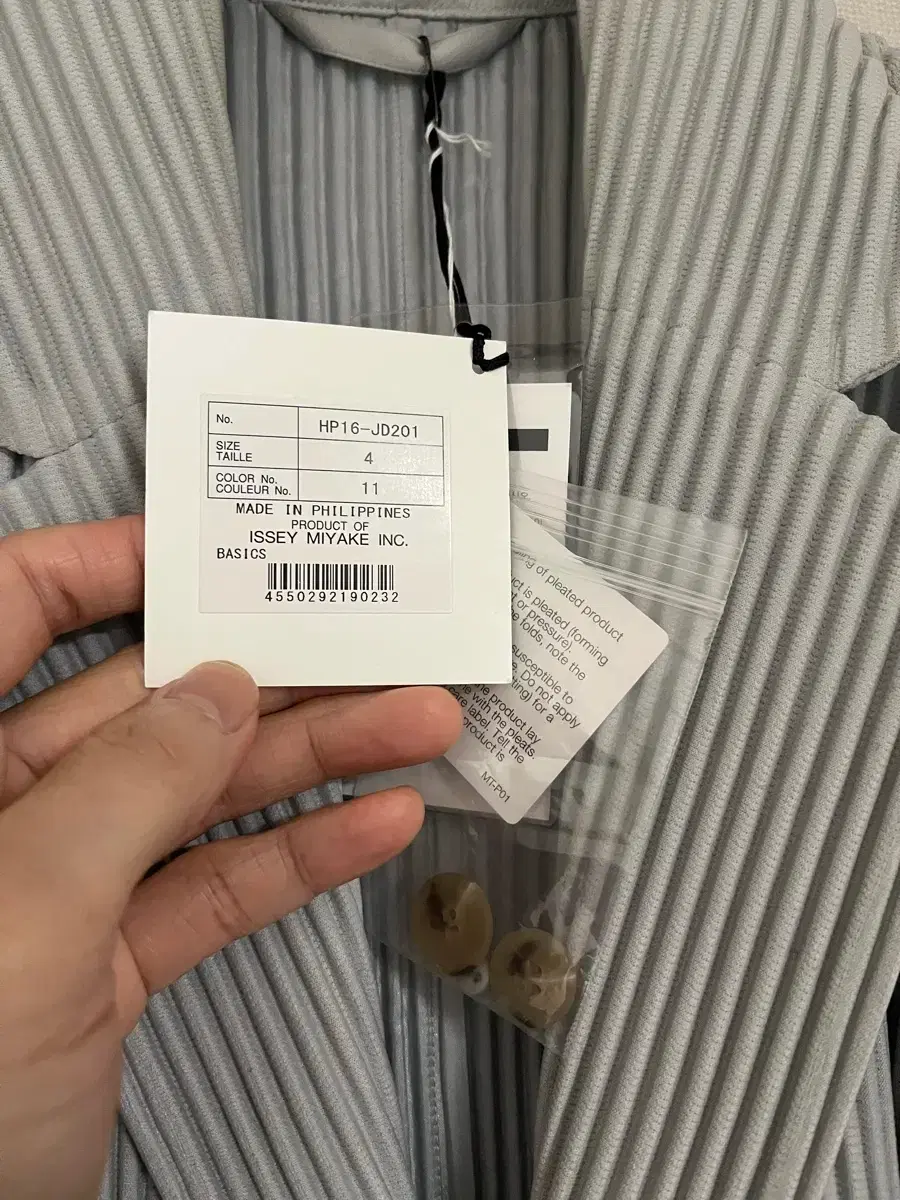 No. HP16-JD201
SIZE
TAILLE 4
COLOR No.
COULEUR No. 11
MADE IN PHILIPPINES
PRODUCT OF
ISSEY MIYAKE INC.
BASICS
4550292190232
of pleated product
is pleated (forming
or pressure).
folds, note the
susceptible to
Do not apply
for a
product lay
with the pleats.
care label. Tell the
product is
MT-P01